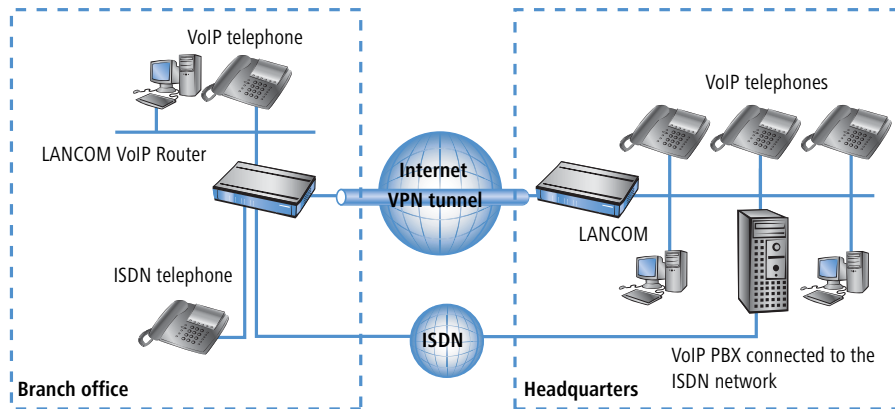 VoIP telephone
LANCOM VoIP Router
ISDN telephone
Branch office
Internet
VPN tunnel
ISDN
VoIP telephones
LANCOM
VoIP PBX connected to the
ISDN network
Headquarters